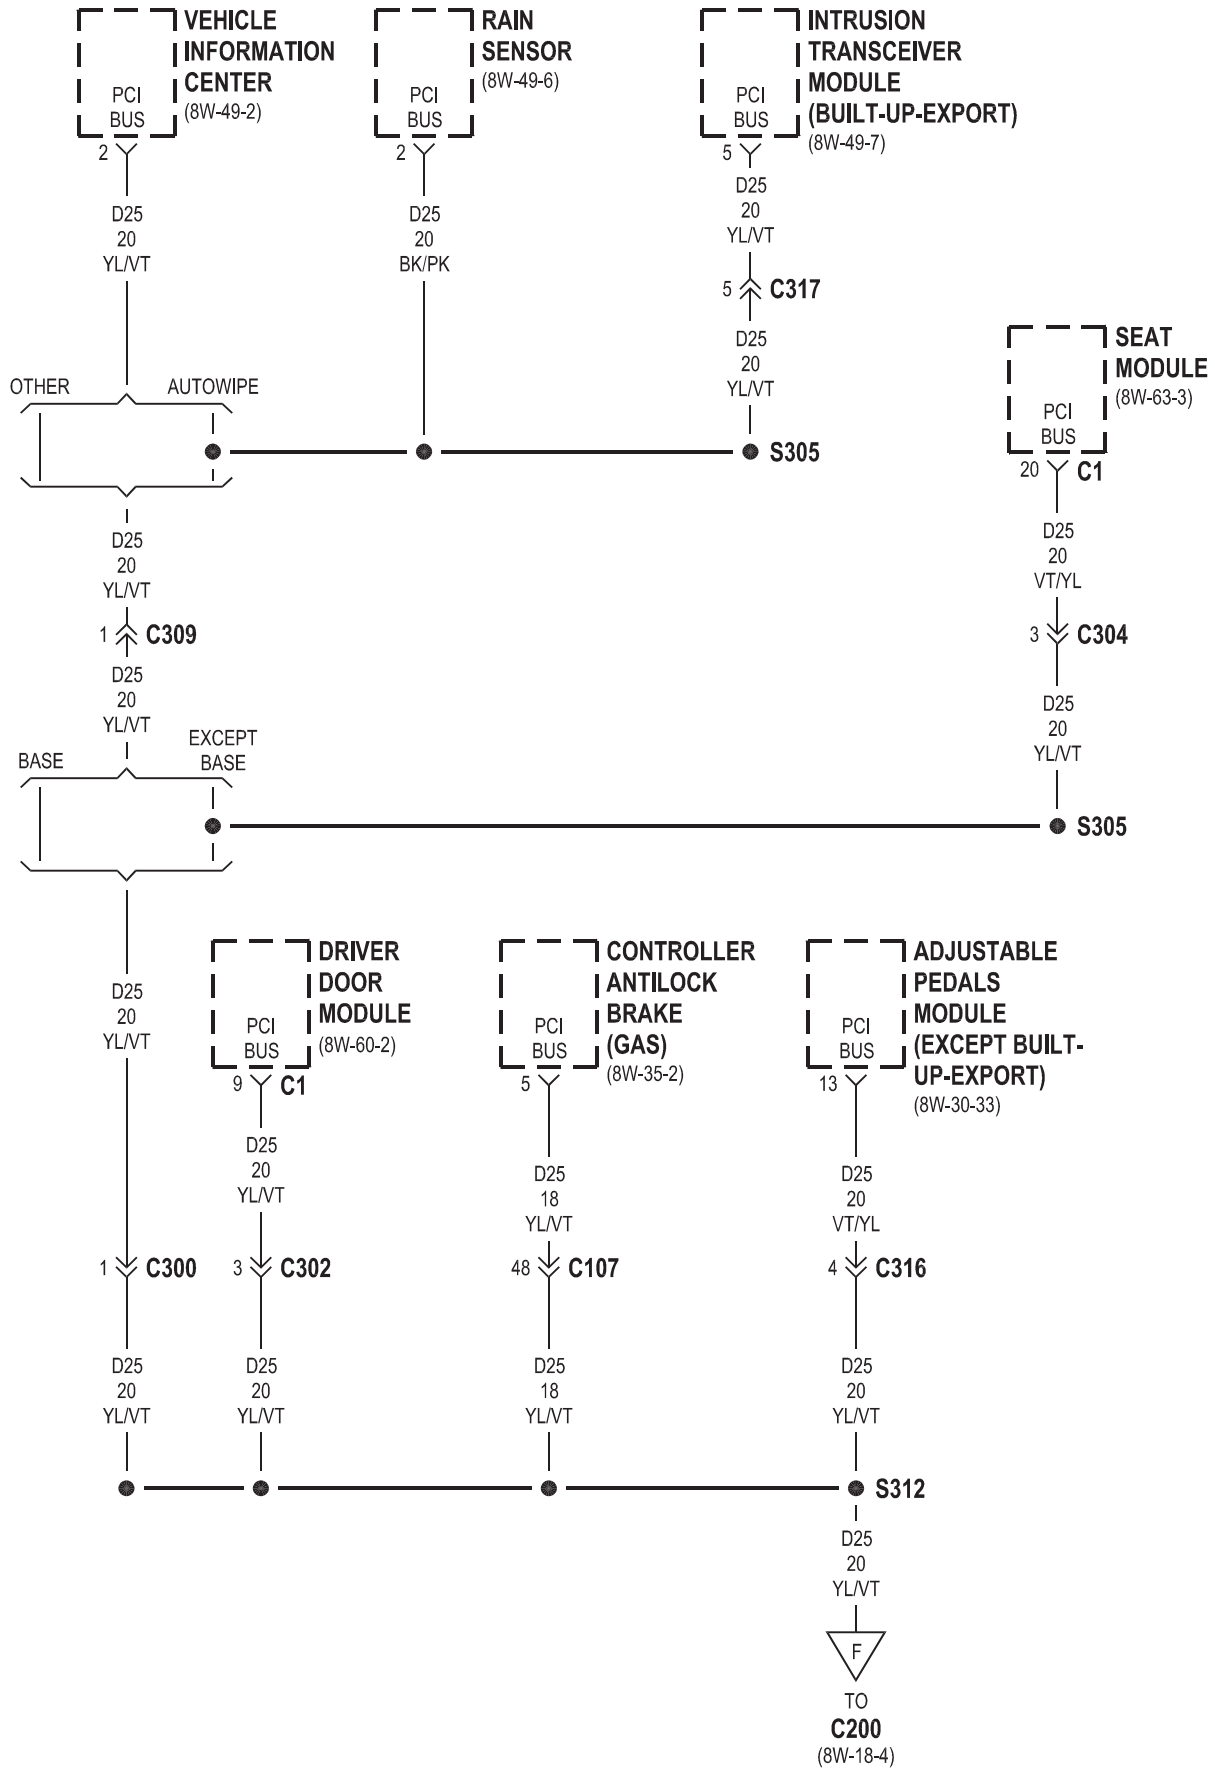 VEHICLE
INFORMATION
CENTER
(8W-49-2)
PCI
BUS
2
D25
20
YL/VT
RAIN
SENSOR
(8W-49-6)
PCI
BUS
2
D25
20
BK/PK
INTRUSION
TRANSCEIVER
MODULE
(BUILT-UP-EXPORT)
(8W-49-7)
PCI
BUS
5
D25
20
YL/VT
5 C317
D25
20
YL/VT
SEAT
MODULE
(8W-63-3)
PCI
BUS
20 C1
D25
20
VT/YL
3 C304
D25
20
YL/VT
OTHER AUTOWIPE
S305
D25
20
YL/VT
1 C309
D25
20
YL/VT
BASE
EXCEPT
BASE
S305
D25
20
YL/VT
1 C300
D25
20
YL/VT
DRIVER
DOOR
MODULE
(8W-60-2)
PCI
BUS
9 C1
D25
20
YL/VT
3 C302
D25
20
YL/VT
CONTROLLER
ANTILOCK
BRAKE
(GAS)
(8W-35-2)
PCI
BUS
5
D25
18
YL/VT
48 C107
D25
18
YL/VT
ADJUSTABLE
PEDALS
MODULE
(EXCEPT BUILT-
UP-EXPORT)
(8W-30-33)
PCI
BUS
13
D25
20
VT/YL
4 C316
D25
20
YL/VT
S312
D25
20
YL/VT
F
TO
C200
(8W-18-4)